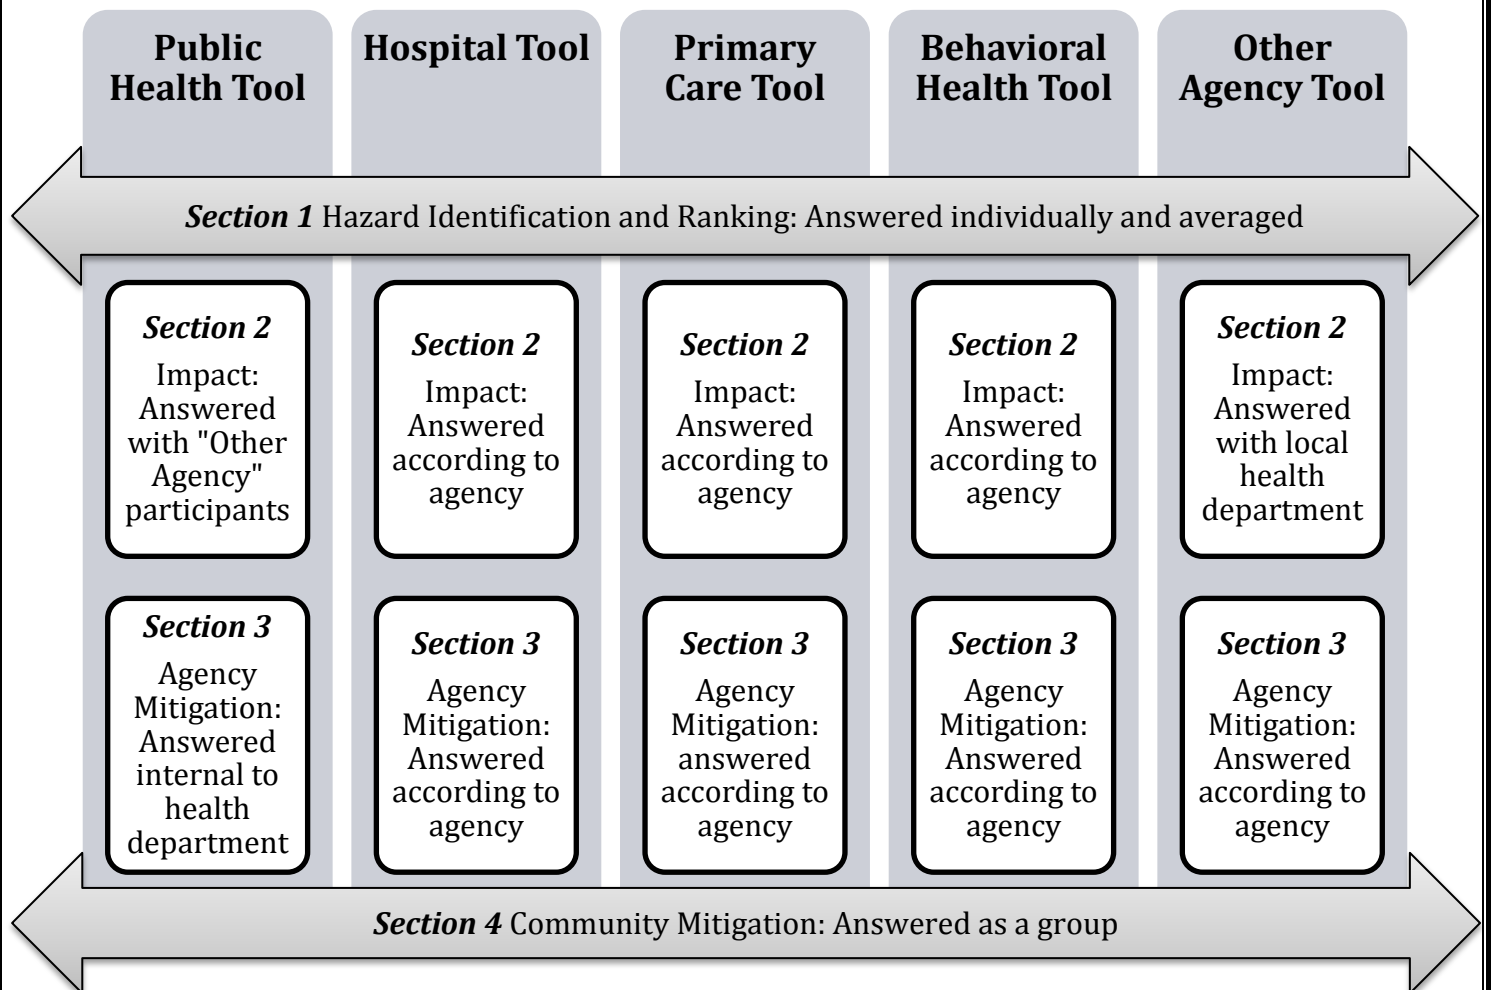 Public
Health Tool
Hospital Tool
Primary
Care Tool
Behavioral
Health Tool
Other
Agency Tool
Section 1 Hazard Identification and Ranking: Answered individually and averaged
Section 2
Impact:
Answered
with "Other
Agency"
participants
Section 2
Impact:
Answered
according to
agency
Section 2
Impact:
Answered
according to
agency
Section 2
Impact:
Answered
according to
agency
Section 2
Impact:
Answered
with local
health
department
Section 3
Agency
Mitigation:
Answered
internal to
health
department
Section 3
Agency
Mitigation:
Answered
according to
agency
Section 3
Agency
Mitigation:
answered
according to
agency
Section 3
Agency
Mitigation:
Answered
according to
agency
Section 3
Agency
Mitigation:
Answered
according to
agency
Section 4 Community Mitigation: Answered as a group